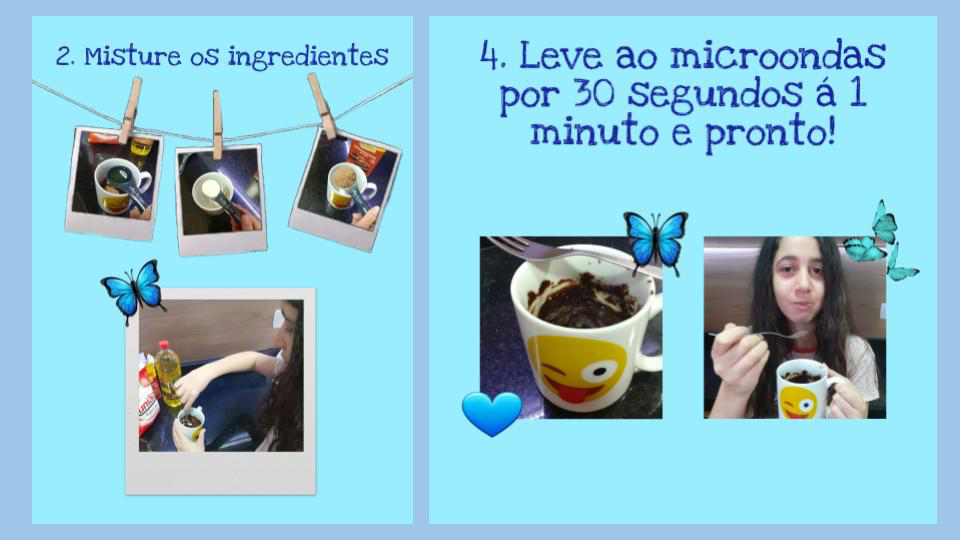 2. Misture os ingredientes
4. Leve ao microondas
por 30 segundos á 1
minuto e pronto!